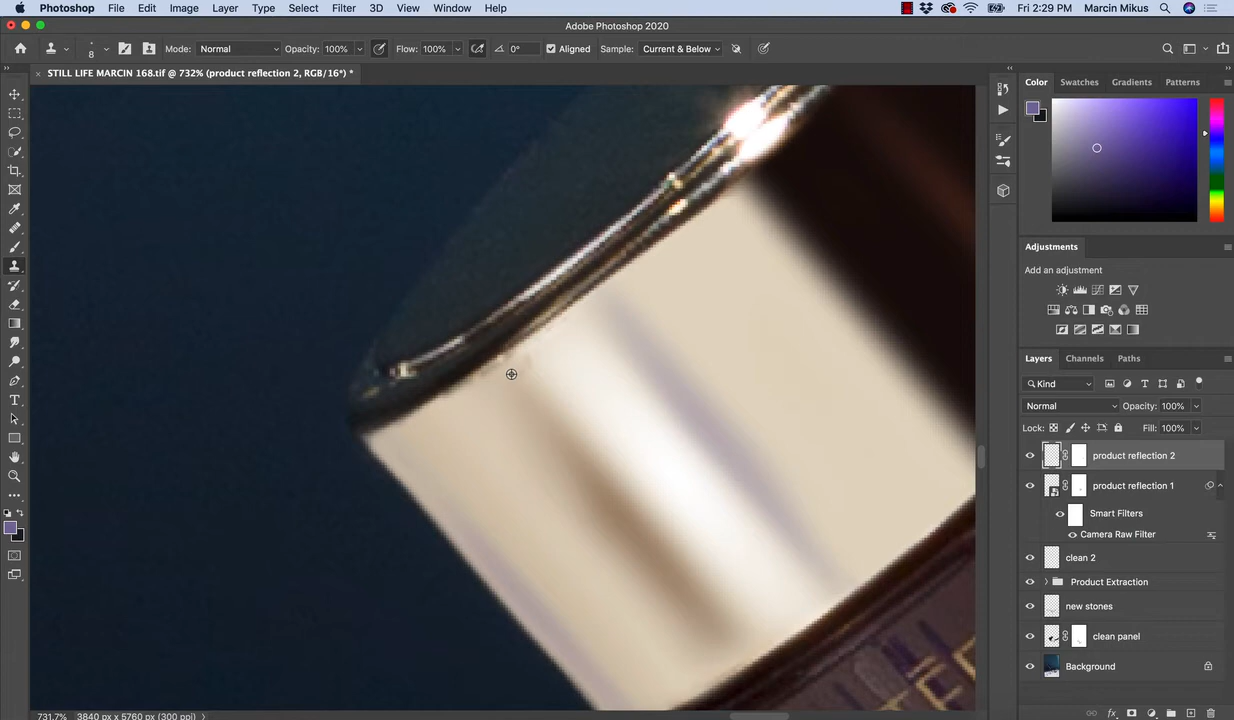 Photoshop File Edit Image Layer Type Select Filter 3D View Window Help Fri 2:29 PM Marcin Mikus
Adobe Photoshop 2020
8 Mode: Normal Opacity: 100% Flow: 100% 0° Aligned Sample: Current & Below
STILL LIFE MARCIN 168.tif @ 732% (product reflection 2, RGB/16*) *
Color Swatches Gradients Patterns
Adjustments
Add an adjustment
Layers Channels Paths
Kind
Normal Opacity: 100%
Lock: Fill: 100%
product reflection 2
product reflection 1
Smart Filters
Camera Raw Filter
clean 2
Product Extraction
new stones
clean panel
Background
731.7% 3840 px x 5760 px (300 ppi)